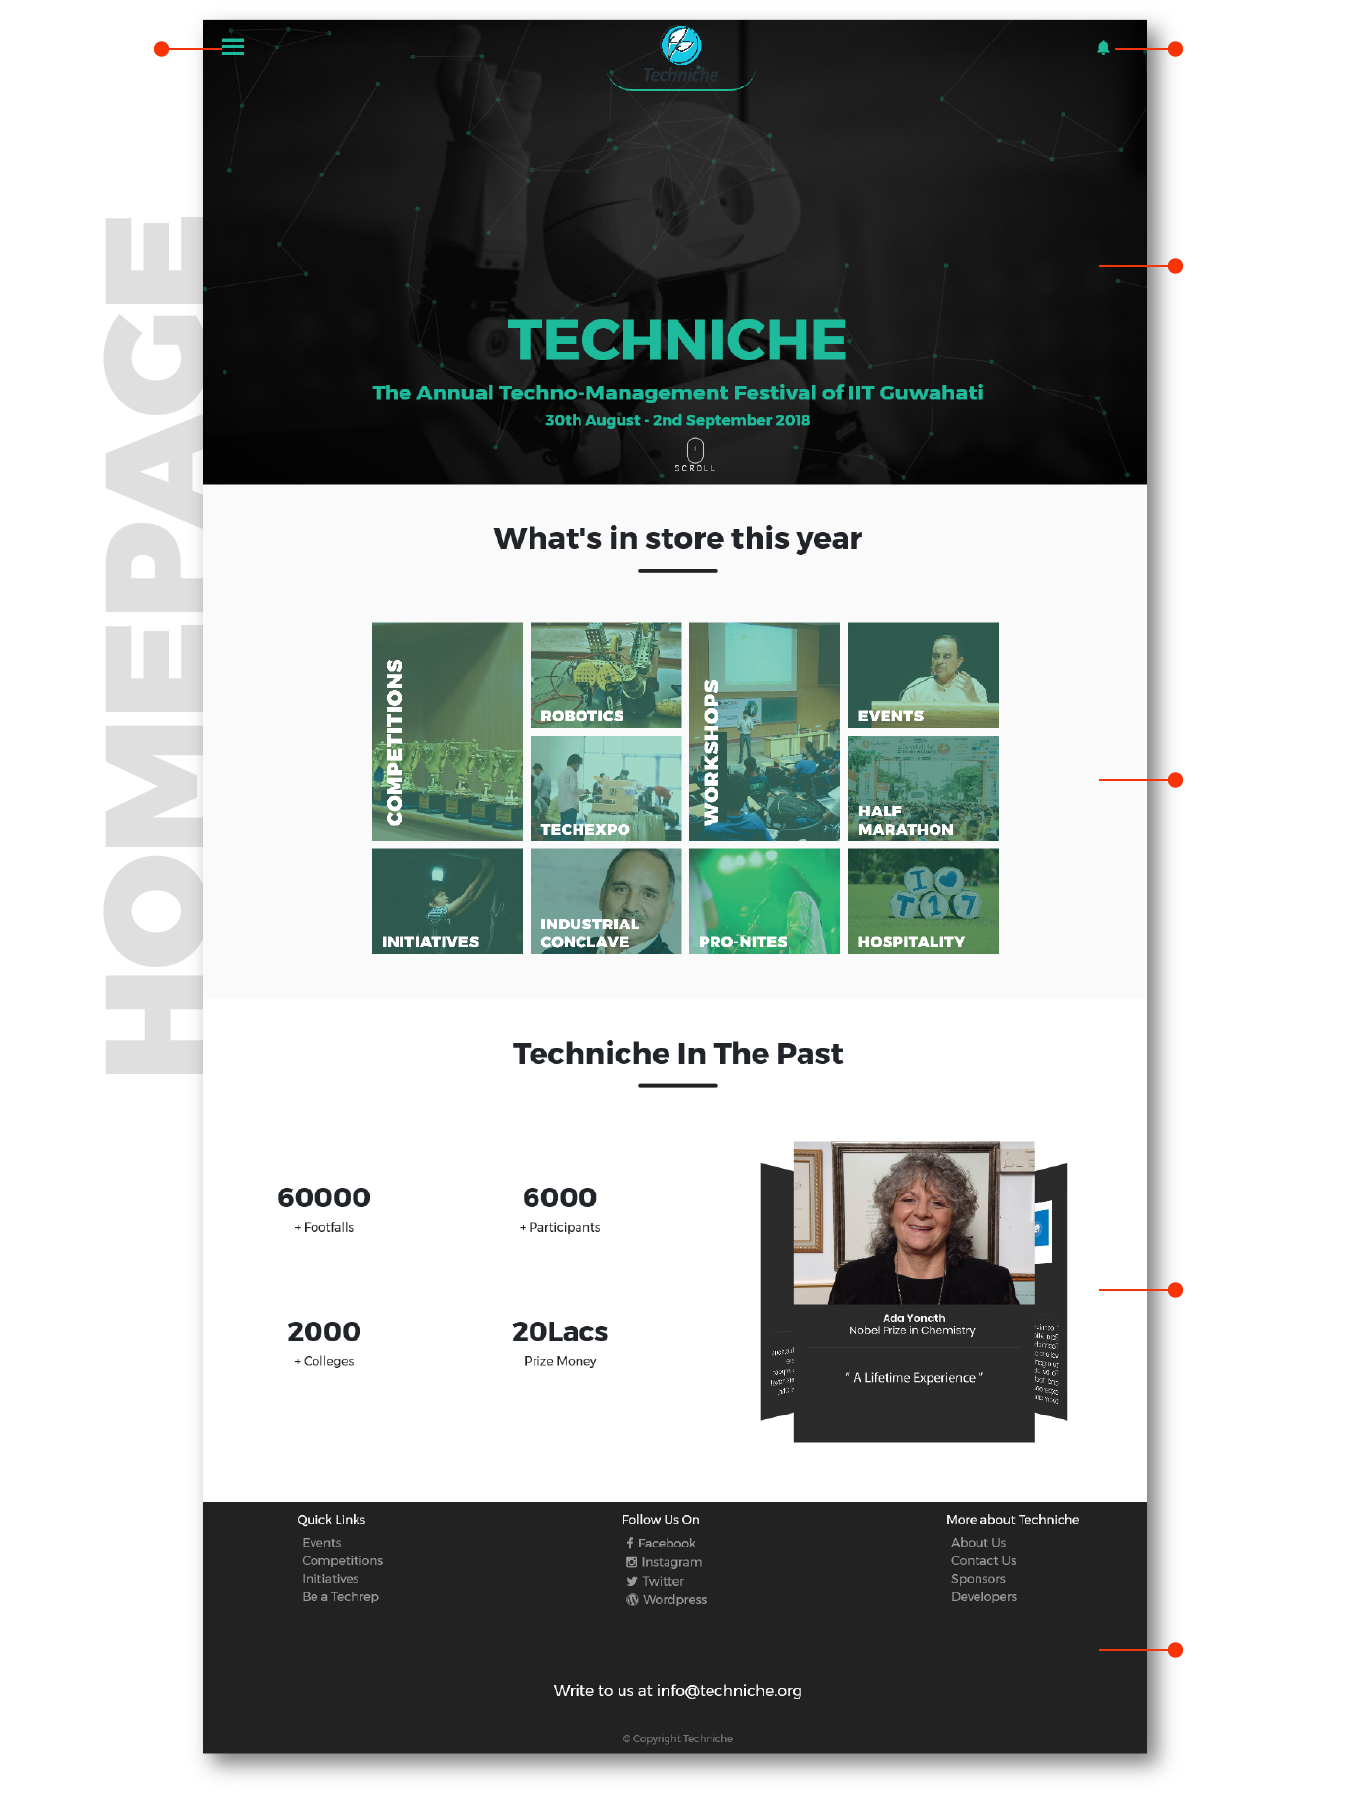 HOMEPAGE
Techniche
TECHNICHE
The Annual Techno-Management Festival of IIT Guwahati
30th August - 2nd September 2018
SCROLL
What's in store this year
COMPETITIONS
ROBOTICS
WORKSHOPS
EVENTS
TECHEXPO
HALF
MARATHON
INITIATIVES
INDUSTRIAL
CONCLAVE
PRO-NITES
I
T17
HOSPITALITY
Techniche In The Past
60000
+ Footfalls
6000
+ Participants
2000
+ Colleges
20Lacs
Prize Money
Ada Yonath
Nobel Prize in Chemistry
“ A Lifetime Experience ”
Quick Links
Events
Competitions
Initiatives
Be a Techrep
Follow Us On
Facebook
Instagram
Twitter
Wordpress
More about Techniche
About Us
Contact Us
Sponsors
Developers
Write to us at info@techniche.org
© Copyright Techniche